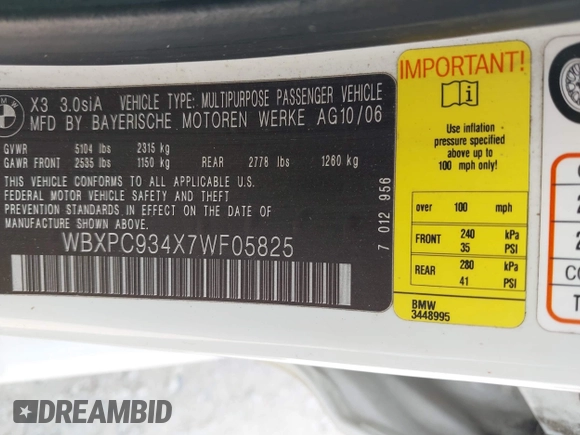 BMW
X3 3.0siA VEHICLE TYPE: MULTIPURPOSE PASSENGER VEHICLE
MFD BY BAYERISCHE MOTOREN WERKE AG10/06
GVWR 5104 lbs 2315 kg
GAWR FRONT 2535 lbs 1150 kg REAR 2778 lbs 1260 kg
THIS VEHICLE CONFORMS TO ALL APPLICABLE U.S.
FEDERAL MOTOR VEHICLE SAFETY AND THEFT
PREVENTION STANDARDS IN EFFECT ON THE DATE OF
MANUFACTURE SHOWN ABOVE.
WBXPC934X7WF05825
7 012 956
IMPORTANT!
Use inflation
pressure specified
above by up to
100 mph only!
over 100 mph
FRONT 240 kPa
35 PSI
REAR 280 kPa
41 PSI
BMW
3448995
DREAMBID